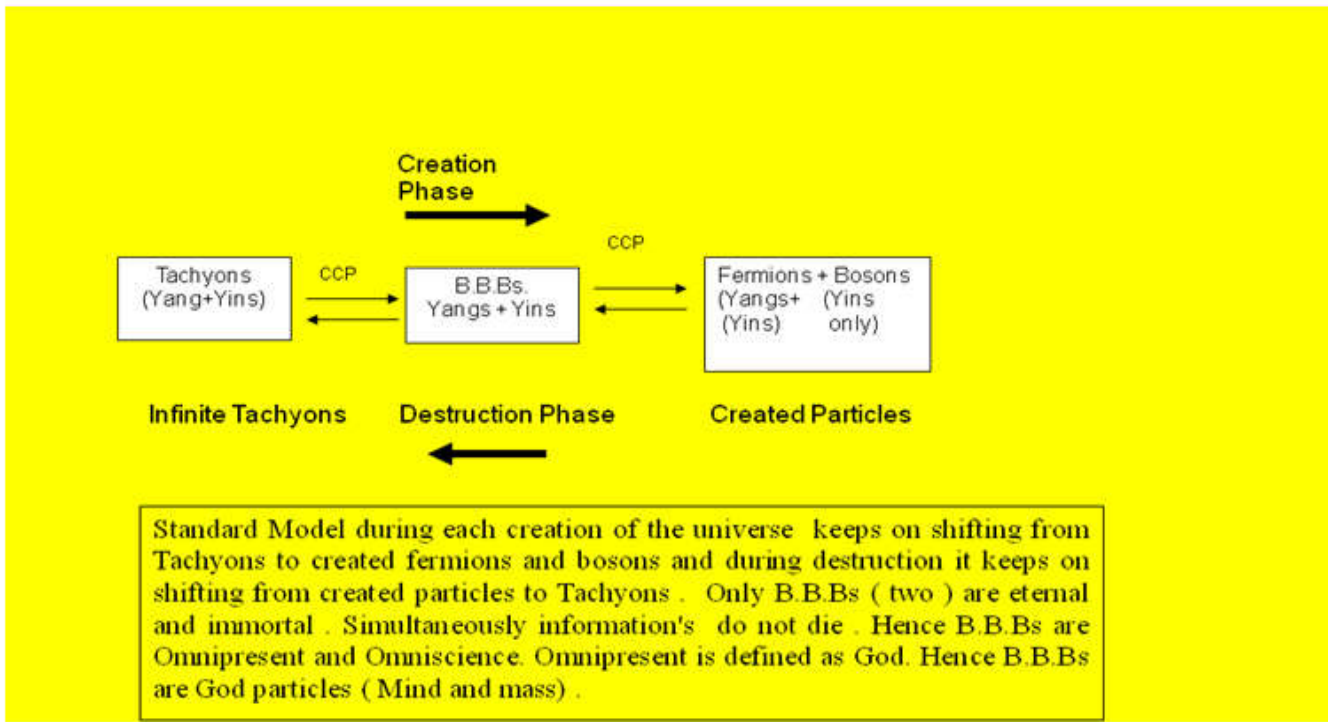 Creation
Phase
CCP
Tachyons
(Yang+Yins)
CCP
B.B.Bs.
Yangs + Yins
Fermions + Bosons
(Yangs+ (Yins
(Yins) only)
Infinite Tachyons
Destruction Phase
Created Particles
Standard Model during each creation of the universe keeps on shifting from
Tachyons to created fermions and bosons and during destruction it keeps on
shifting from created particles to Tachyons . Only B.B.Bs ( two ) are eternal
and immortal . Simultaneously information's do not die . Hence B.B.Bs are
Omnipresent and Omniscience. Omnipresent is defined as God. Hence B.B.Bs
are God particles ( Mind and mass) .